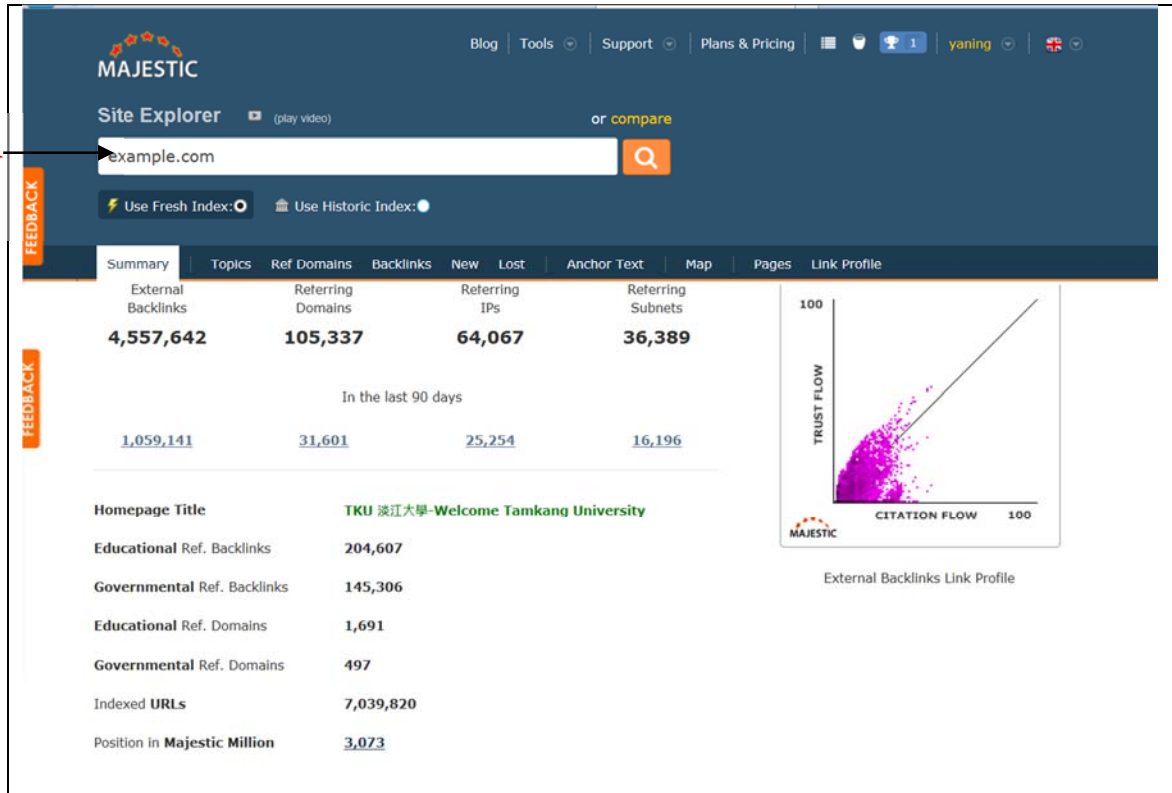 MAJESTIC
Blog Tools Support Plans & Pricing 1 yaning
Site Explorer (play video) or compare
example.com
Use Fresh Index: Use Historic Index:
FEEDBACK
Summary Topics Ref Domains Backlinks New Lost Anchor Text Map Pages Link Profile
External Backlinks Referring Domains Referring IPs Referring Subnets
4,557,642 105,337 64,067 36,389
In the last 90 days
1,059,141 31,601 25,254 16,196
FEEDBACK
Homepage Title TKU 淡江大學-Welcome Tamkang University
Educational Ref. Backlinks 204,607
Governmental Ref. Backlinks 145,306
Educational Ref. Domains 1,691
Governmental Ref. Domains 497
Indexed URLs 7,039,820
Position in Majestic Million 3,073
100
TRUST FLOW
CITATION FLOW 100
MAJESTIC
External Backlinks Link Profile